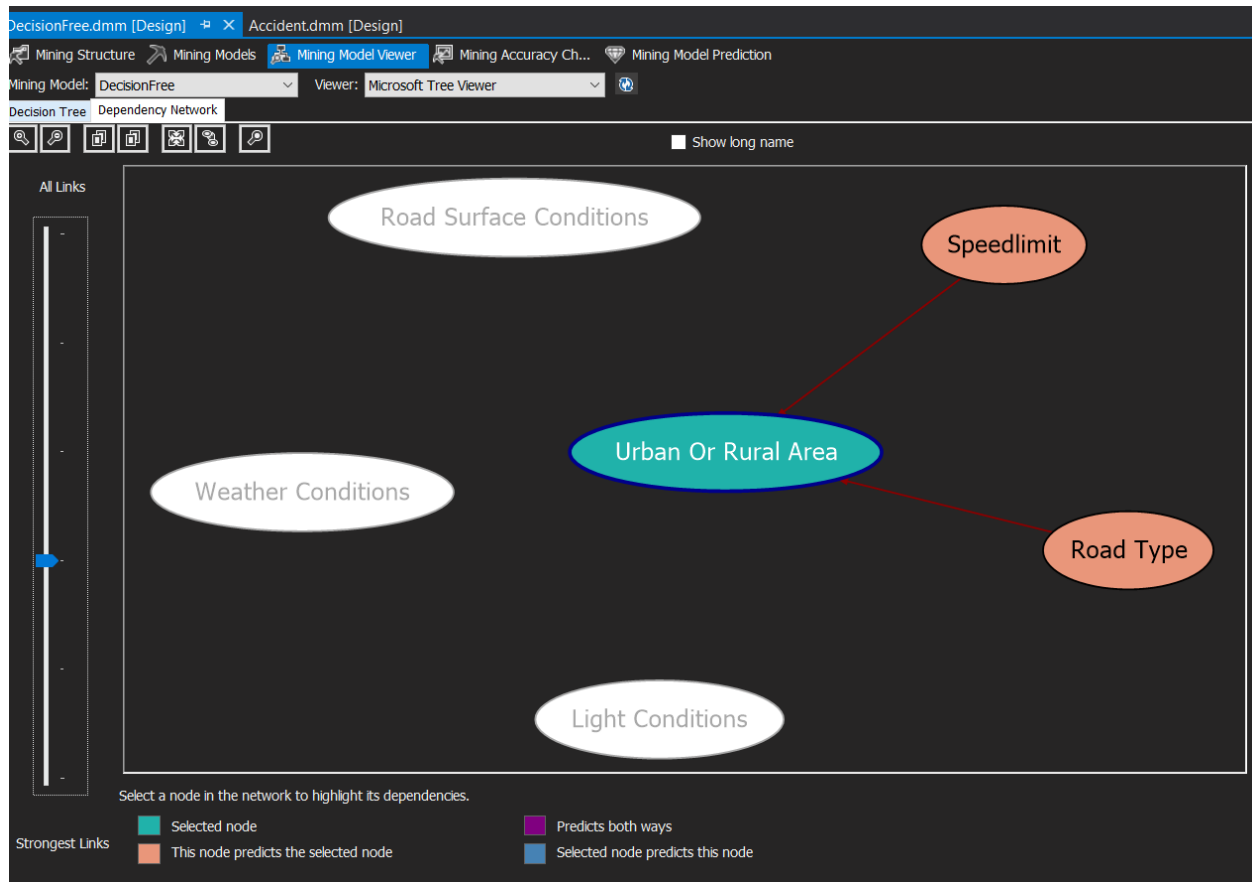 DecisionFree.dmm [Design] Accident.dmm [Design]
Mining Structure Mining Models Mining Model Viewer Mining Accuracy Ch... Mining Model Prediction
Mining Model: DecisionFree Viewer: Microsoft Tree Viewer
Decision Tree Dependency Network
Show long name
All Links
Road Surface Conditions
Speedlimit
Urban Or Rural Area
Weather Conditions
Road Type
Light Conditions
Select a node in the network to highlight its dependencies.
Selected node Predicts both ways
Strongest Links
This node predicts the selected node Selected node predicts this node